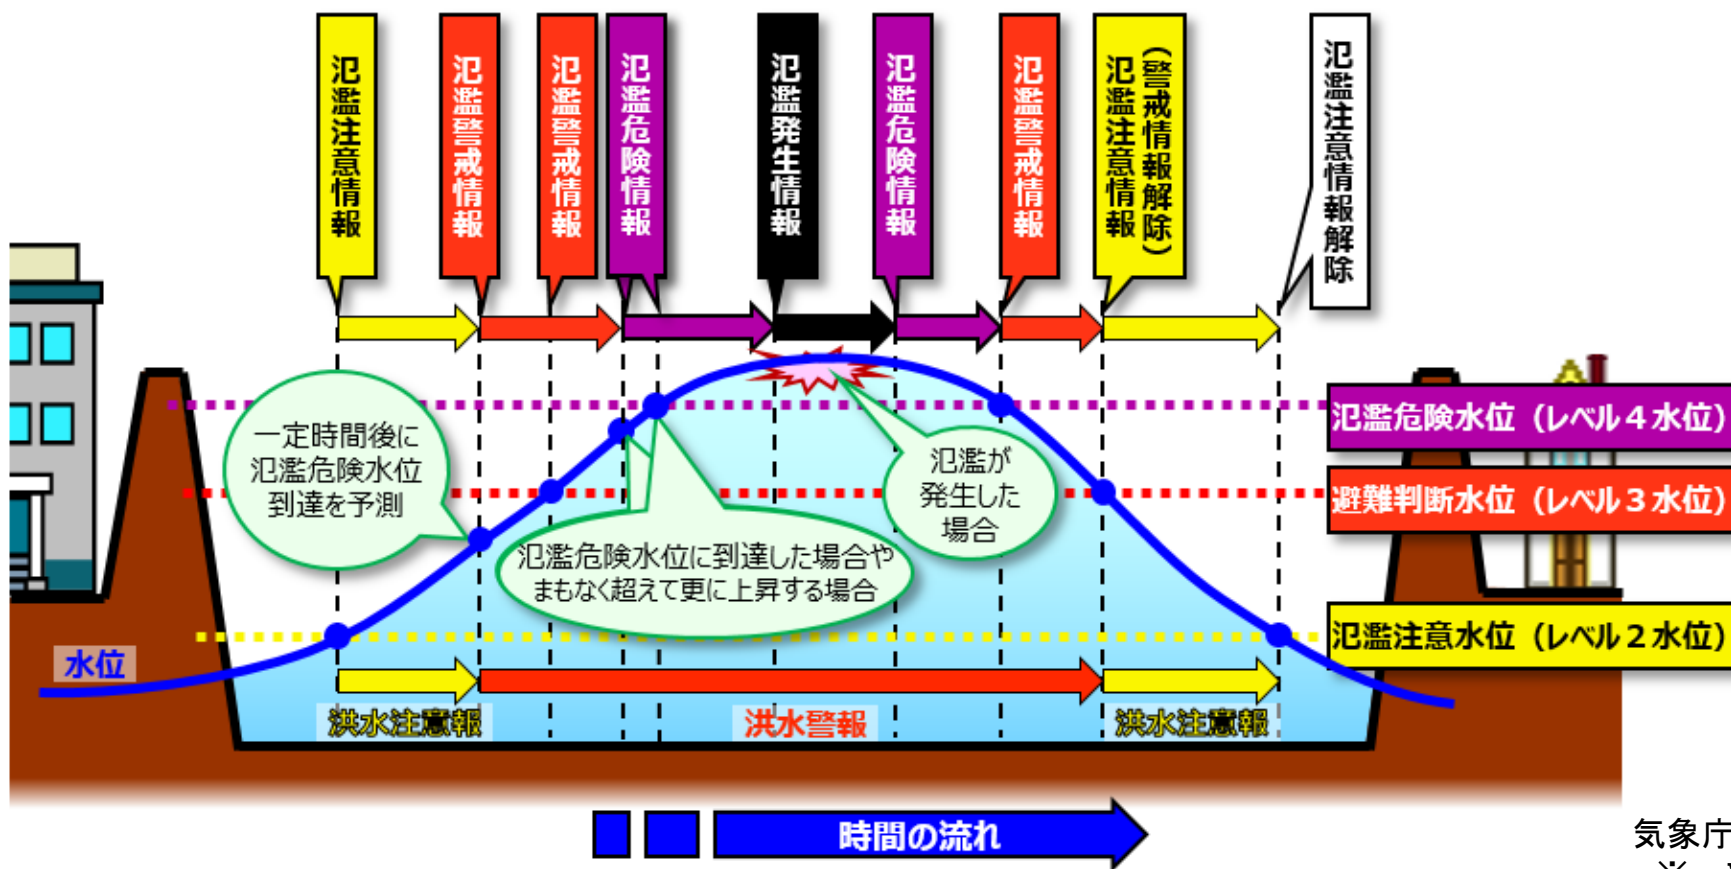 氾濫注意情報
氾濫警戒情報
氾濫警戒情報
氾濫危険情報
氾濫発生情報
氾濫危険情報
氾濫警戒情報
(警戒情報解除)
氾濫注意情報
氾濫注意情報解除
一定時間後に
氾濫危険水位
到達を予測
氾濫危険水位に到達した場合や
まもなく超えて更に上昇する場合
氾濫が
発生した
場合
氾濫危険水位（レベル４水位）
避難判断水位（レベル３水位）
氾濫注意水位（レベル２水位）
水位
洪水注意報
洪水警報
洪水注意報
時間の流れ
気象庁